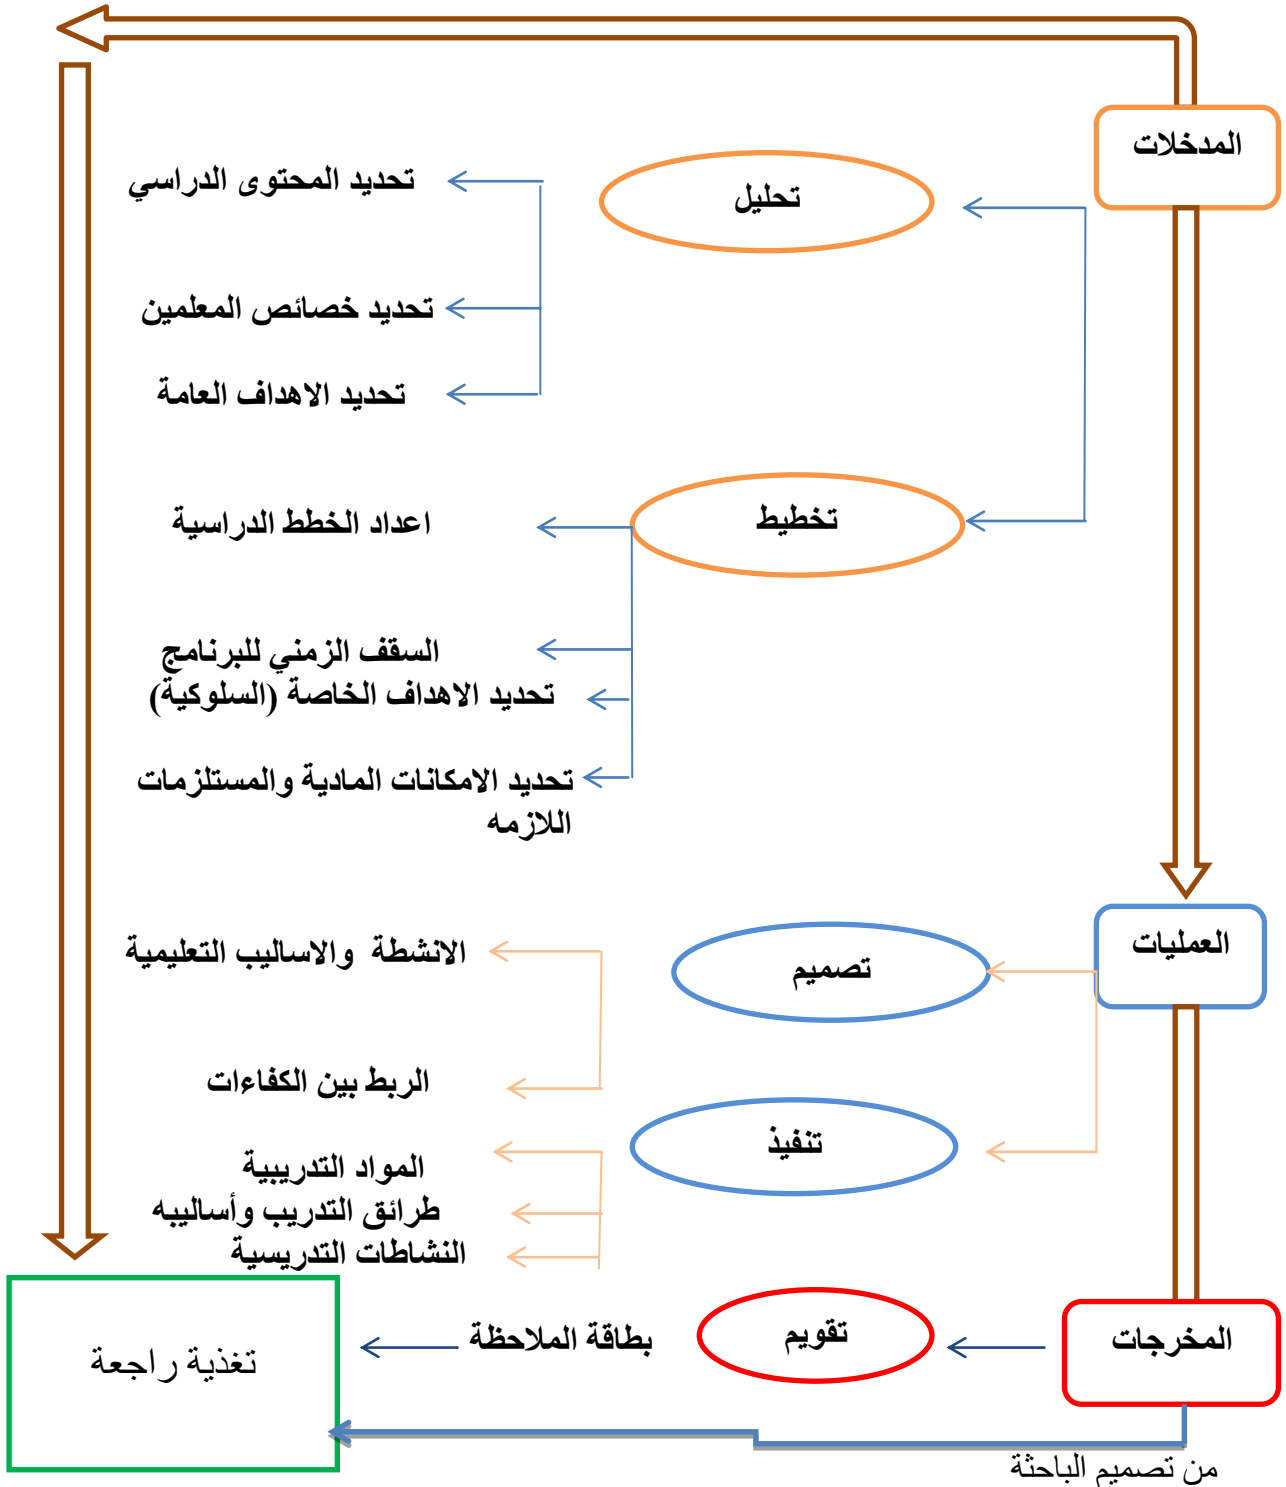 المدخلات
تحليل
تحديد المحتوى الدراسي
تحديد خصائص المعلمين
تحديد الاهداف العامة
تخطيط
اعداد الخطط الدراسية
السقف الزمني للبرنامج
تحديد الاهداف الخاصة (السلوكية)
تحديد الامكانات المادية والمستلزمات
اللازمه
العمليات
تصميم
الانشطة والاساليب التعليمية
الربط بين الكفاءات
تنفيذ
المواد التدريبية
طرائق التدريب وأساليبه
النشاطات التدريسية
المخرجات
تقويم
بطاقة الملاحظة
تغذية راجعة
من تصميم الباحثة